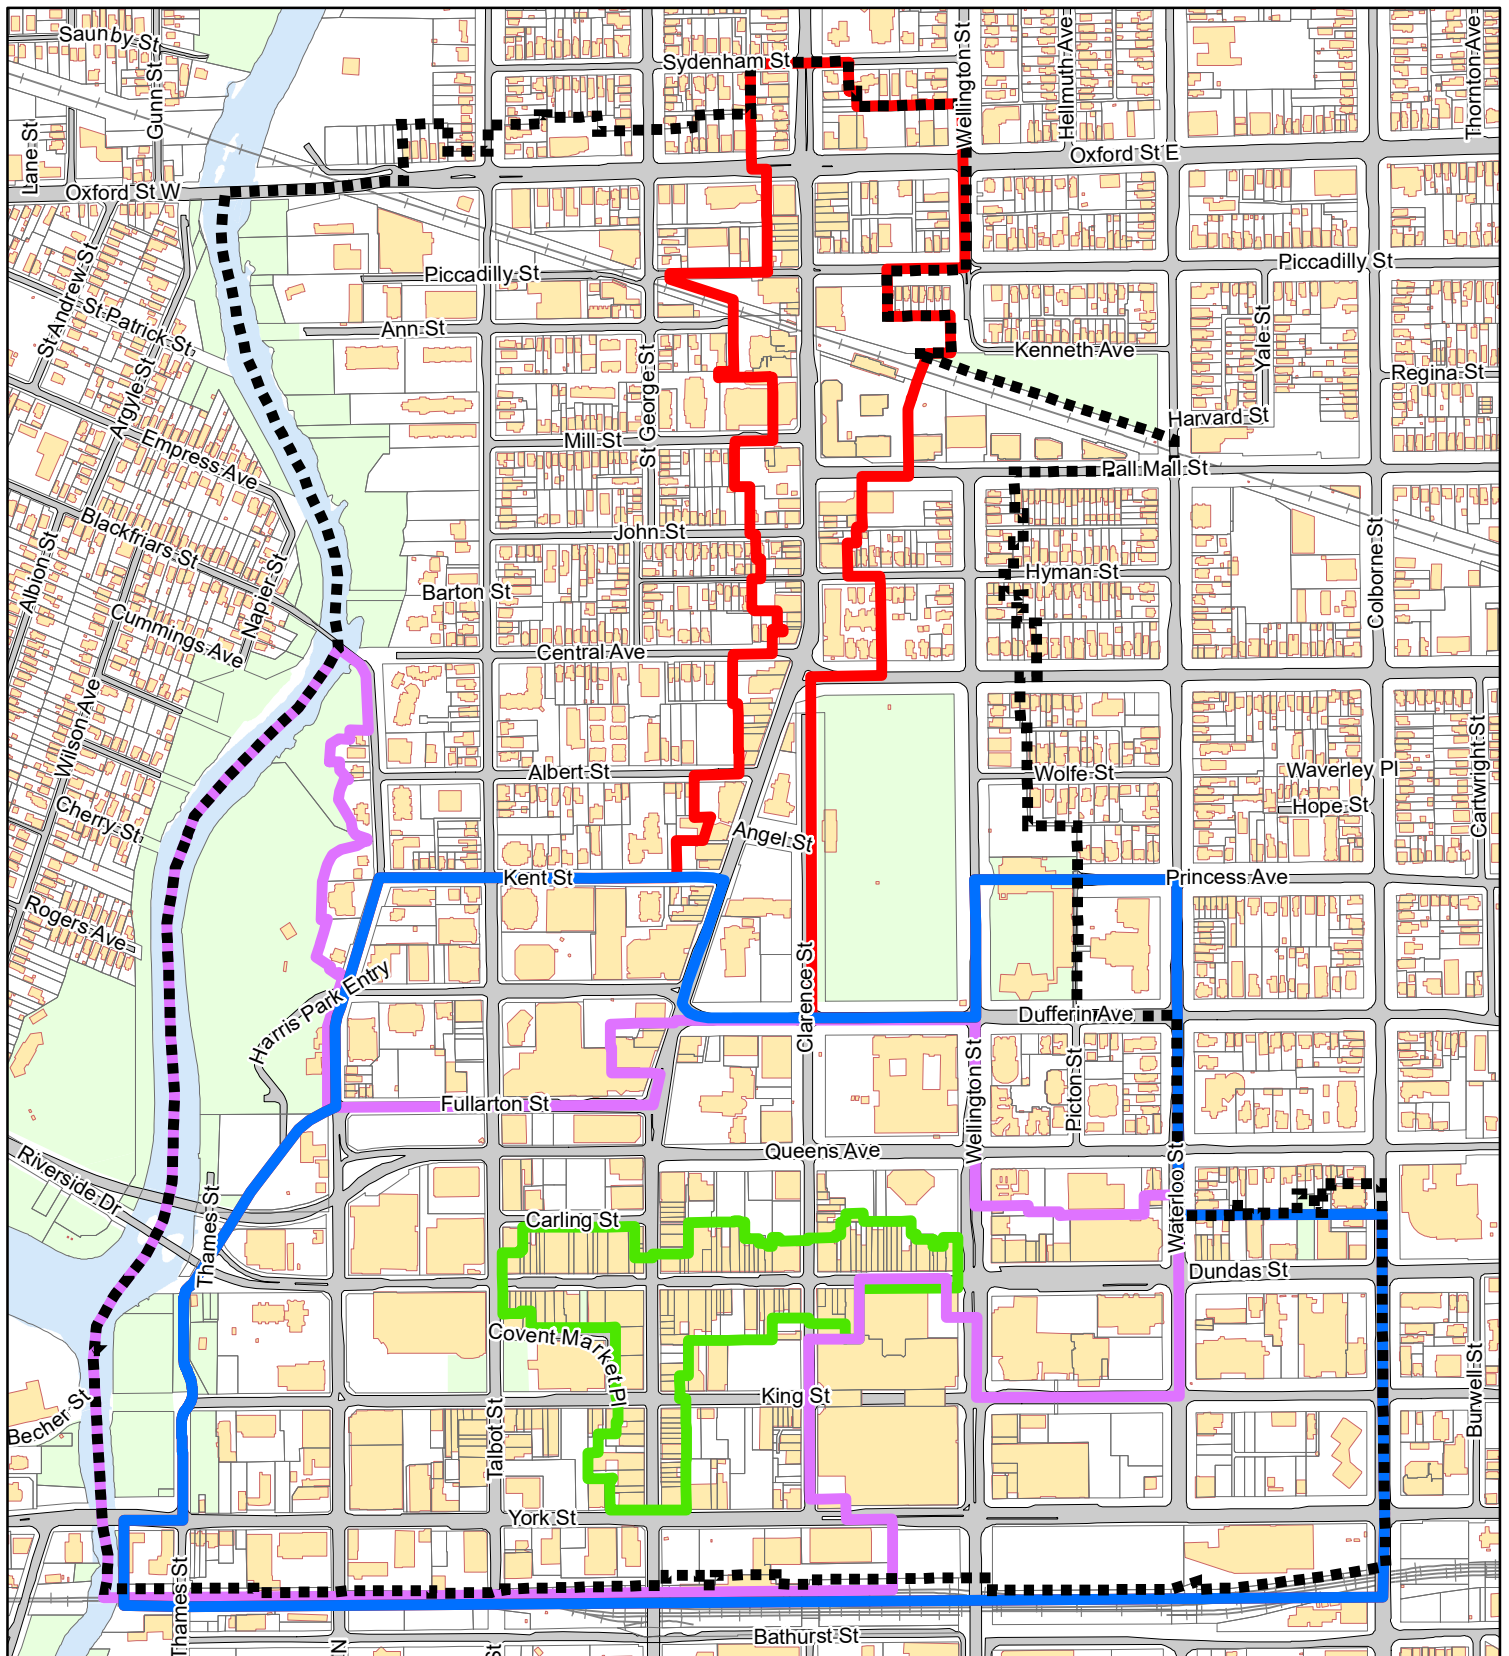 Saunby St
Gunn St
Lane St
Sydenham St
Wellington St
Hellmuth Ave
Thornton Ave
Oxford St E
Oxford St W
St Andrew St
St Patrick St
Piccadilly St
Piccadilly St
Ann St
Kenneth Ave
Yale St
Regina St
Argyle St
St George St
Harvard St
Empress Ave
Mill St
Pall Mall St
Blackfriars St
John St
Colborne St
Albion St
Napier St
Barton St
Hyman St
Cummings Ave
Central Ave
Wilson Ave
Albert St
Wolfe St
Waverley Pl
Hope St
Cartwright St
Cherry St
Angel St
Kent St
Princess Ave
Rogers Ave
Clarence St
Harris Park Entry
Dufferin Ave
Wellington St
Picton St
Fullarton St
Queens Ave
Riverside Dr
Thames St
Waterloo St
Carling St
Dundas St
Covent Market Pl
Burwell St
King St
Becher St
Talbot St
York St
Thames St
Bathurst St
N
st